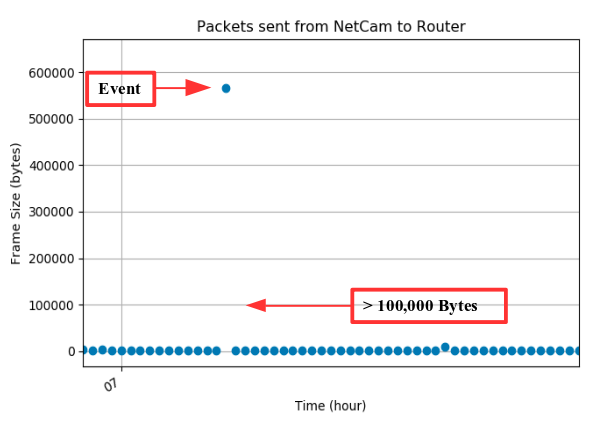 Packets sent from NetCam to Router
600000
Event
500000
400000
300000
200000
100000
> 100,000 Bytes
0
07
Frame Size (bytes)
Time (hour)